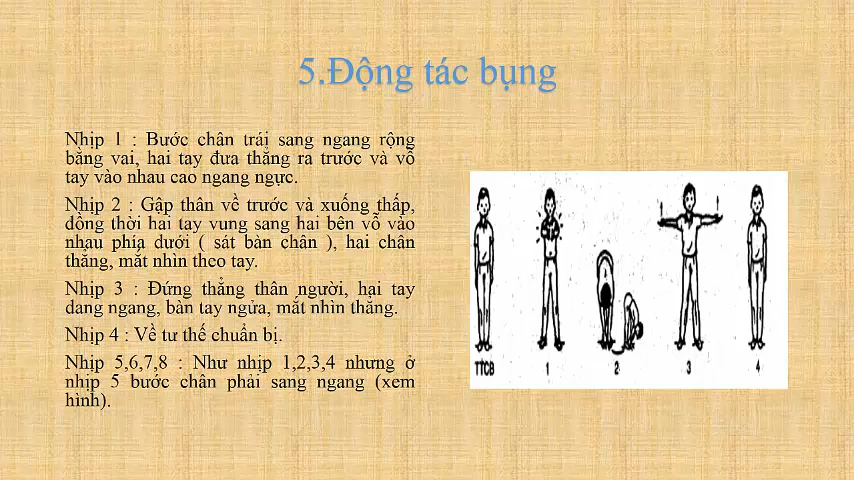 5.Động tác bụng
Nhịp 1 : Bước chân trái sang ngang rộng
bằng vai, hai tay đưa thẳng ra trước và vỗ
tay vào nhau cao ngang ngực.
Nhịp 2 : Gập thân về trước và xuống thấp,
đồng thời hai tay vung sang hai bên vỗ vào
nhau phía dưới ( sát bàn chân ), hai chân
thẳng, mắt nhìn theo tay.
Nhịp 3 : Đứng thẳng thân người, hai tay
dang ngang, bàn tay ngửa, mắt nhìn thẳng.
Nhịp 4 : Về tư thế chuẩn bị.
Nhịp 5,6,7,8 : Như nhịp 1,2,3,4 nhưng ở
nhịp 5 bước chân phải sang ngang (xem
hình).
TTCB 1 2 3 4